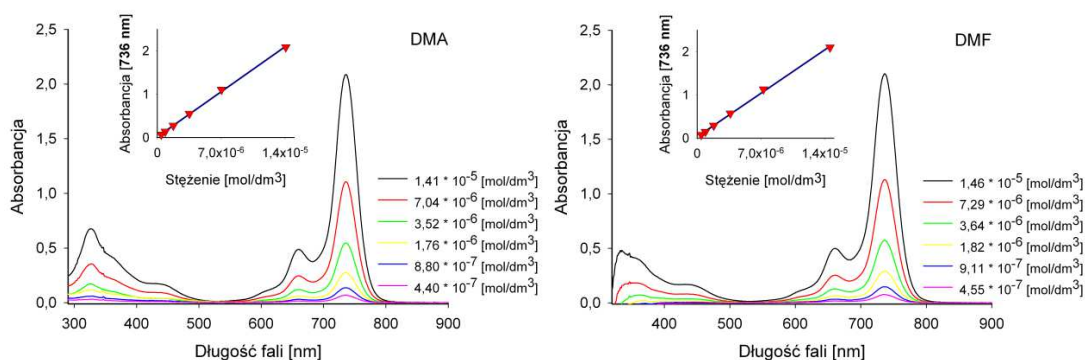 DMA
2,5
2,0
1,5
1,0
0,5
0,0
Absorbancja
300 400 500 600 700 800 900
Długość fali [nm]
Absorbancja [736 nm]
2
1
0
0 7,0x10-6 1,4x10-5
Stężenie [mol/dm3]
1,41 * 10-5 [mol/dm3]
7,04 * 10-6 [mol/dm3]
3,52 * 10-6 [mol/dm3]
1,76 * 10-6 [mol/dm3]
8,80 * 10-7 [mol/dm3]
4,40 * 10-7 [mol/dm3]
DMF
2,5
2,0
1,5
1,0
0,5
0,0
Absorbancja
400 500 600 700 800 900
Długość fali [nm]
Absorbancja [736 nm]
2
1
0
0 7,0x10-6 1,4x10-5
Stężenie [mol/dm3]
1,46 * 10-5 [mol/dm3]
7,29 * 10-6 [mol/dm3]
3,64 * 10-6 [mol/dm3]
1,82 * 10-6 [mol/dm3]
9,11 * 10-7 [mol/dm3]
4,55 * 10-7 [mol/dm3]